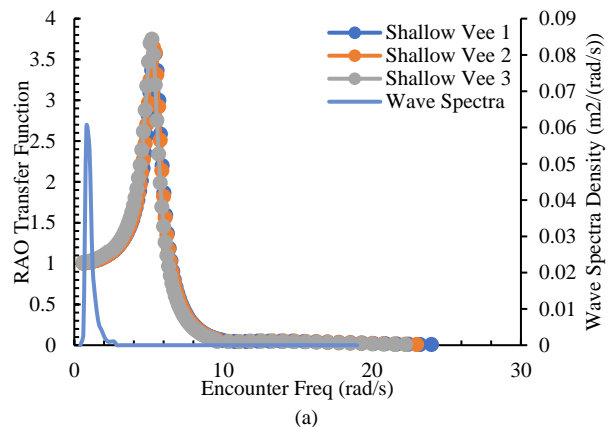 RAO Transfer Function
4
3.5
3
2.5
2
1.5
1
0.5
0
0
10
20
30
Encounter Freq (rad/s)
0.09
0.08
0.07
0.06
0.05
0.04
0.03
0.02
0.01
0
Wave Spectra Density (m2/(rad/s))
Shallow Vee 1
Shallow Vee 2
Shallow Vee 3
Wave Spectra
(a)